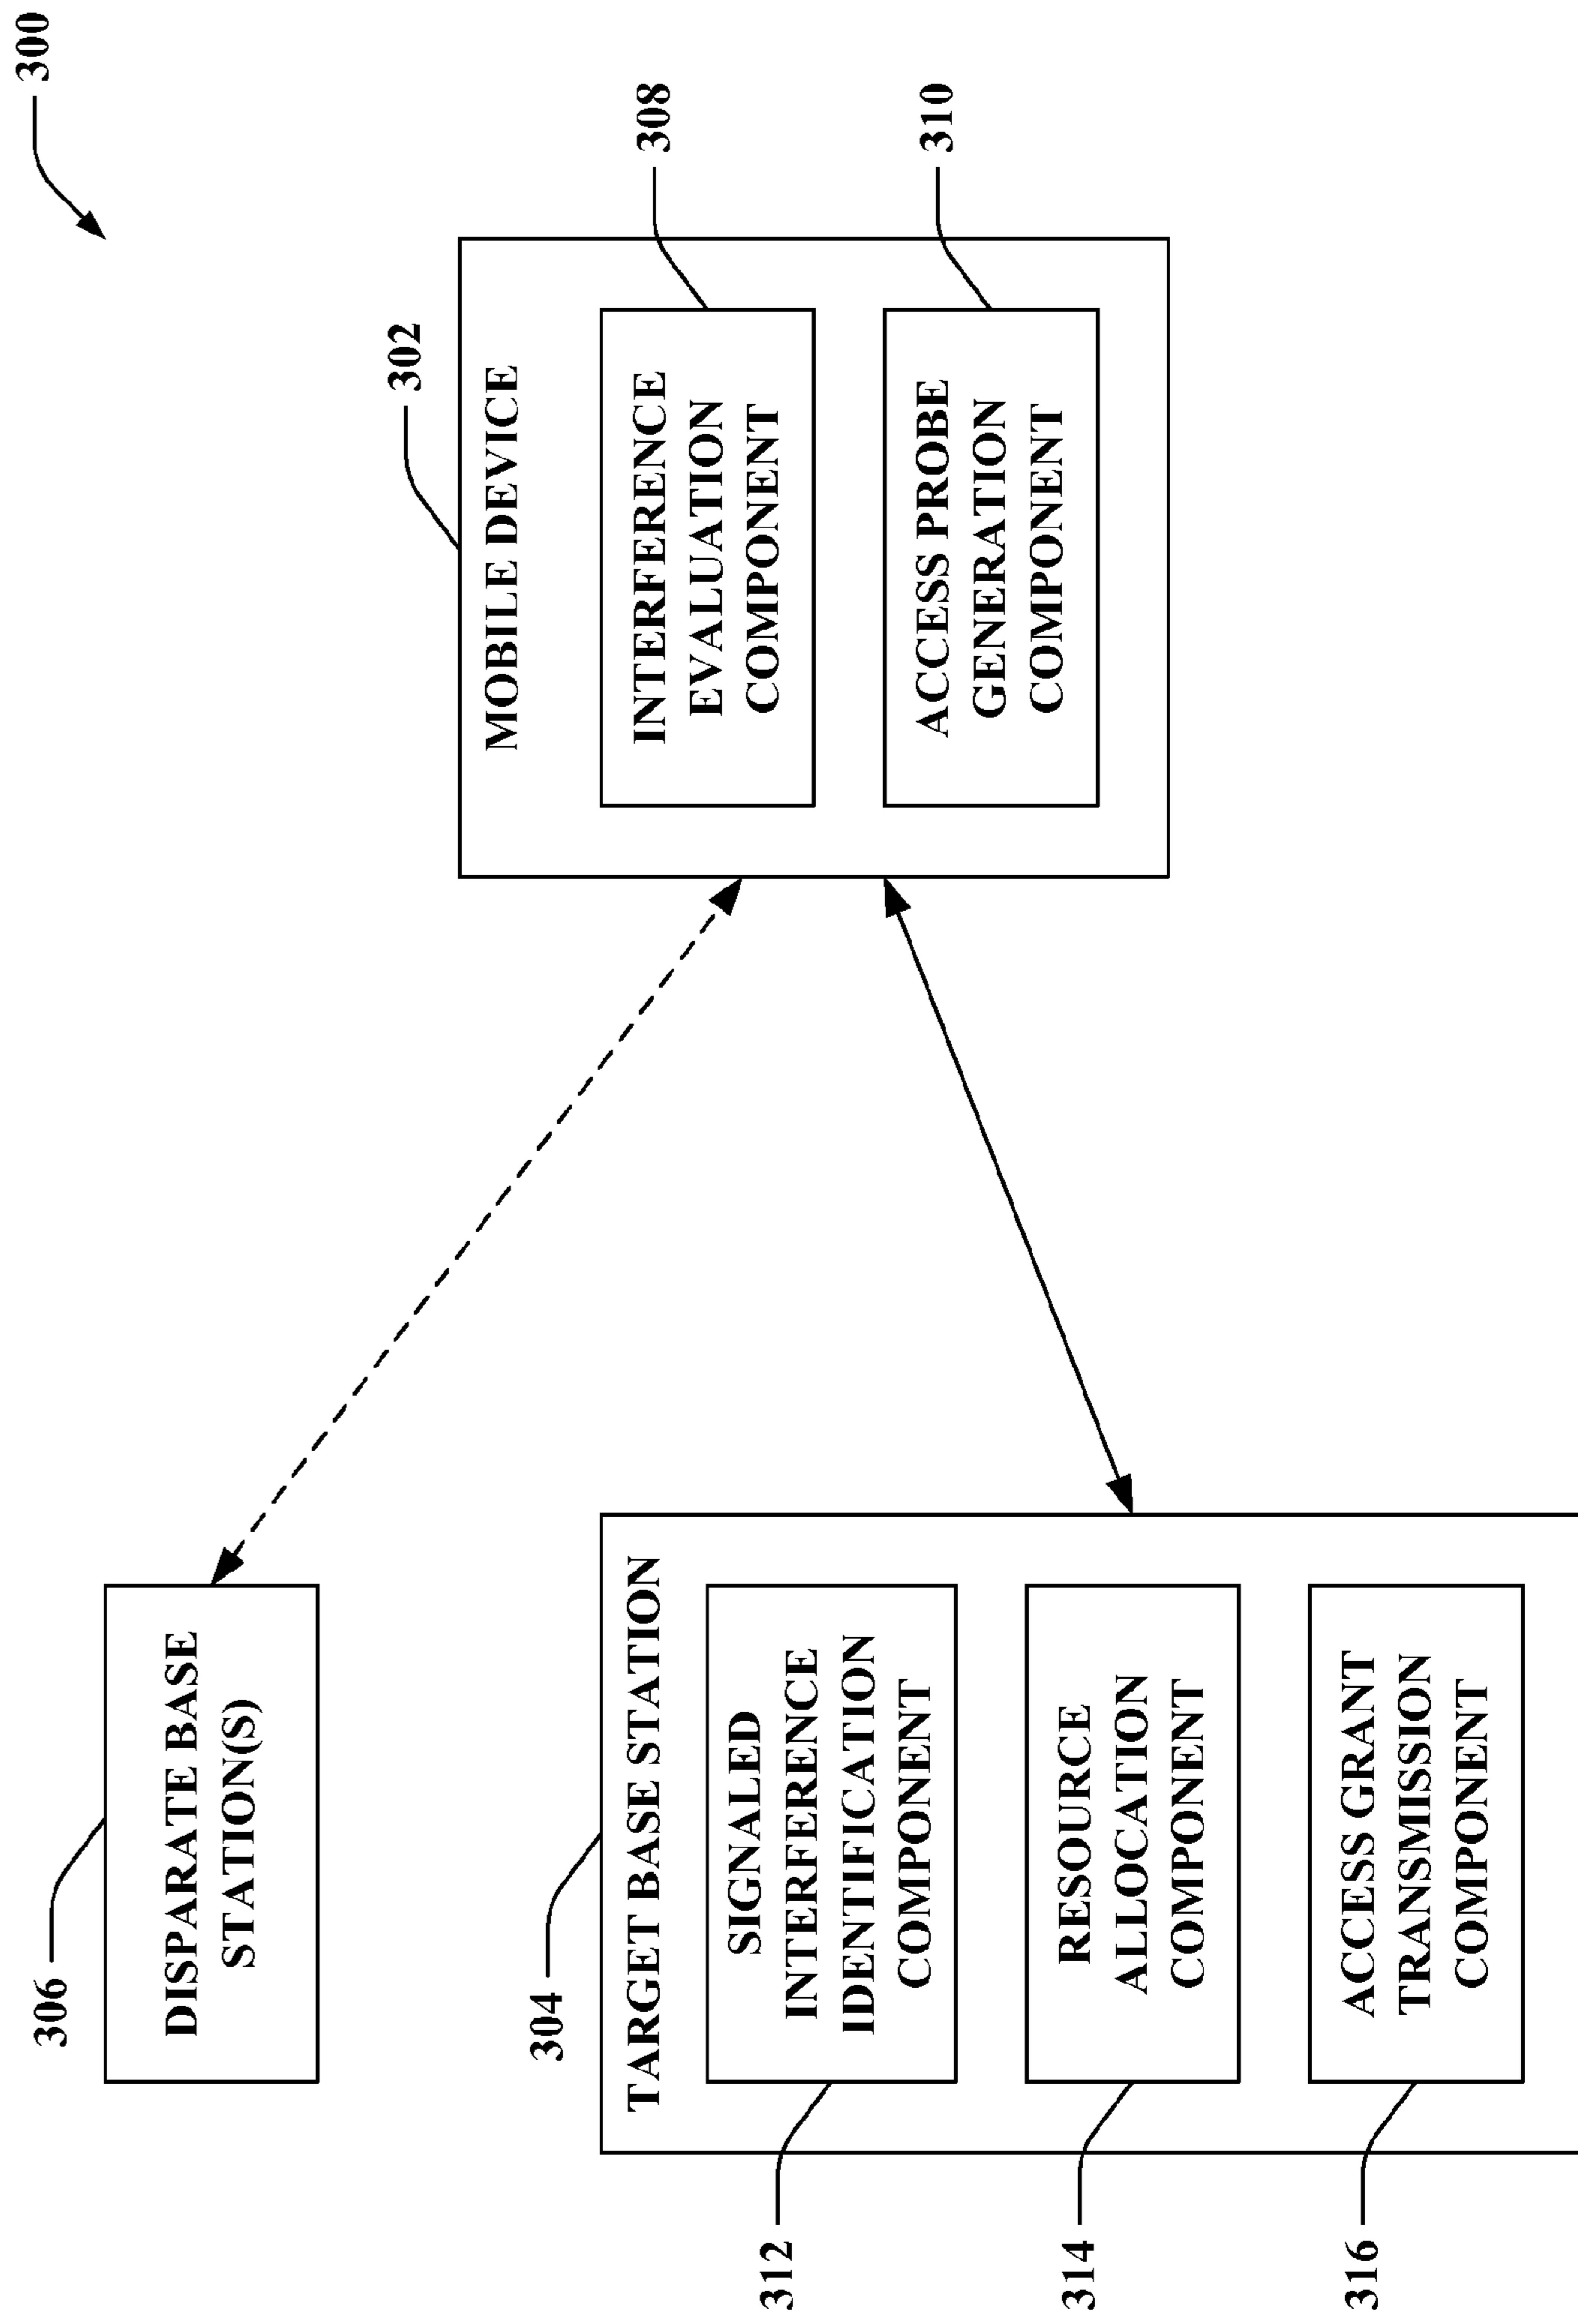 300
306
DISPARATE BASE
STATION(S)
302
MOBILE DEVICE
308
INTERFERENCE
EVALUATION
COMPONENT
310
ACCESS PROBE
GENERATION
COMPONENT
304
TARGET BASE STATION
312
SIGNALED
INTERFERENCE
IDENTIFICATION
COMPONENT
314
RESOURCE
ALLOCATION
COMPONENT
316
ACCESS GRANT
TRANSMISSION
COMPONENT